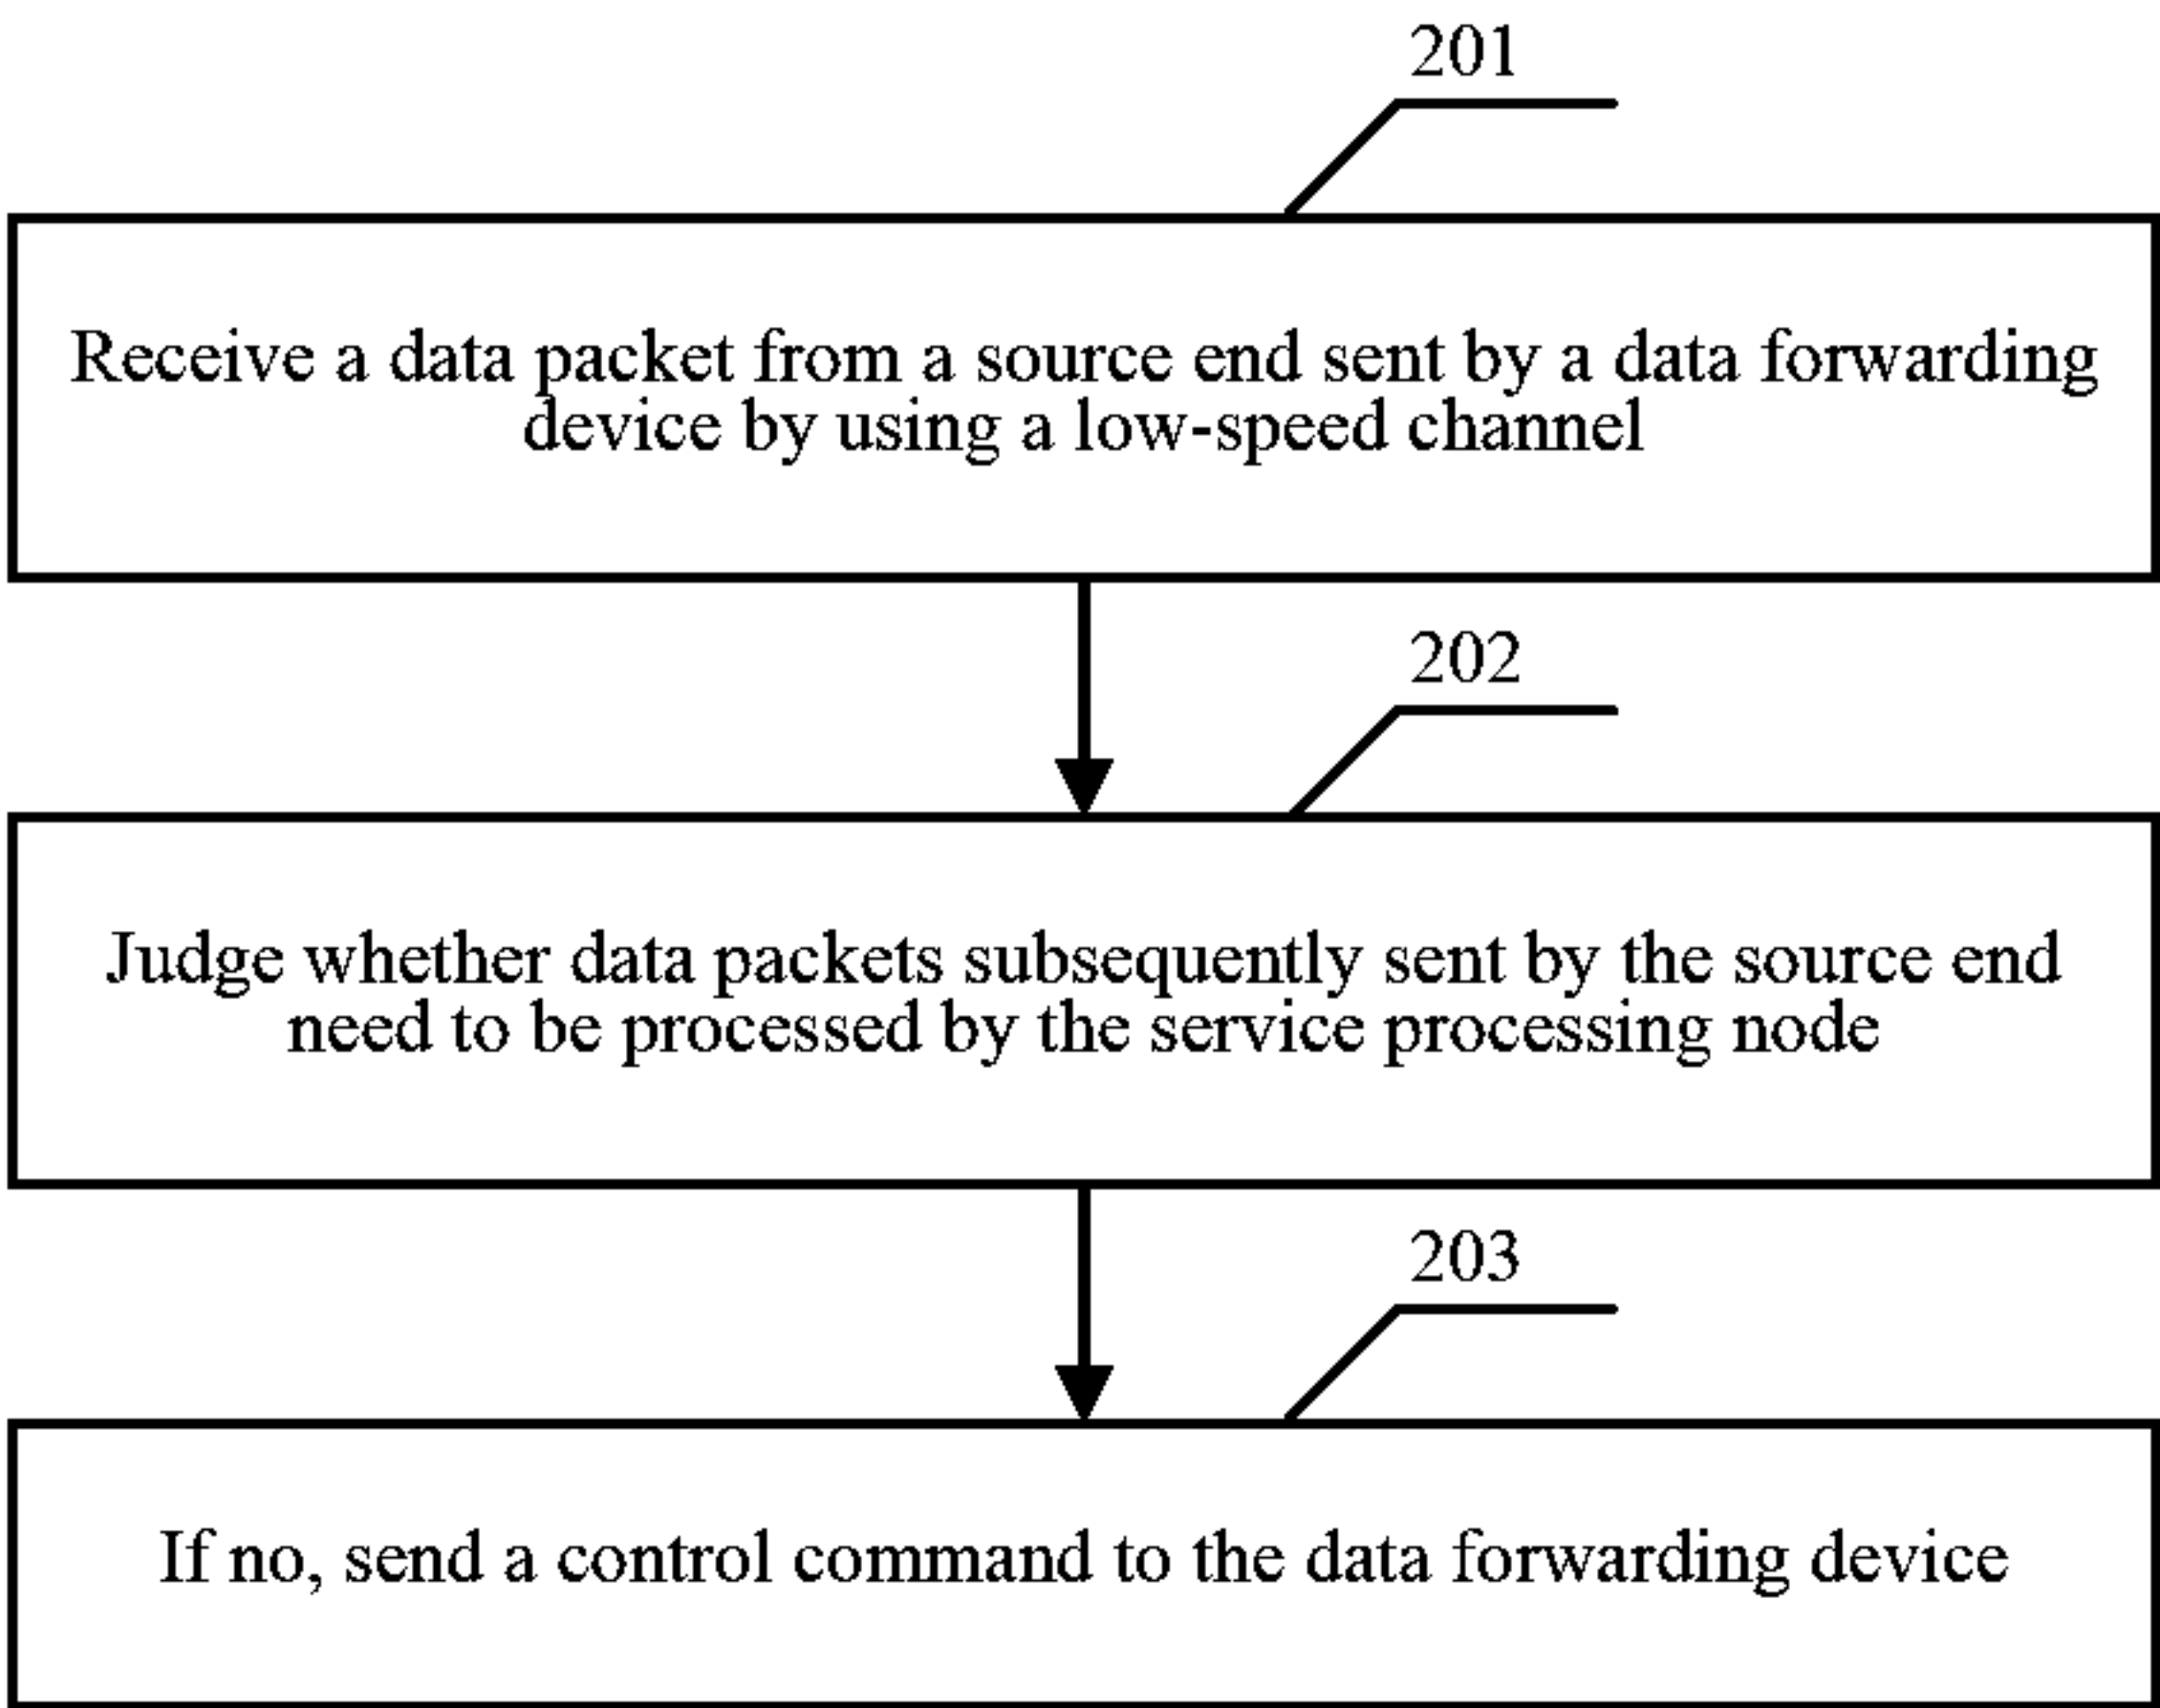 201
Receive a data packet from a source end sent by a data forwarding
device by using a low-speed channel
202
Judge whether data packets subsequently sent by the source end
need to be processed by the service processing node
203
If no, send a control command to the data forwarding device